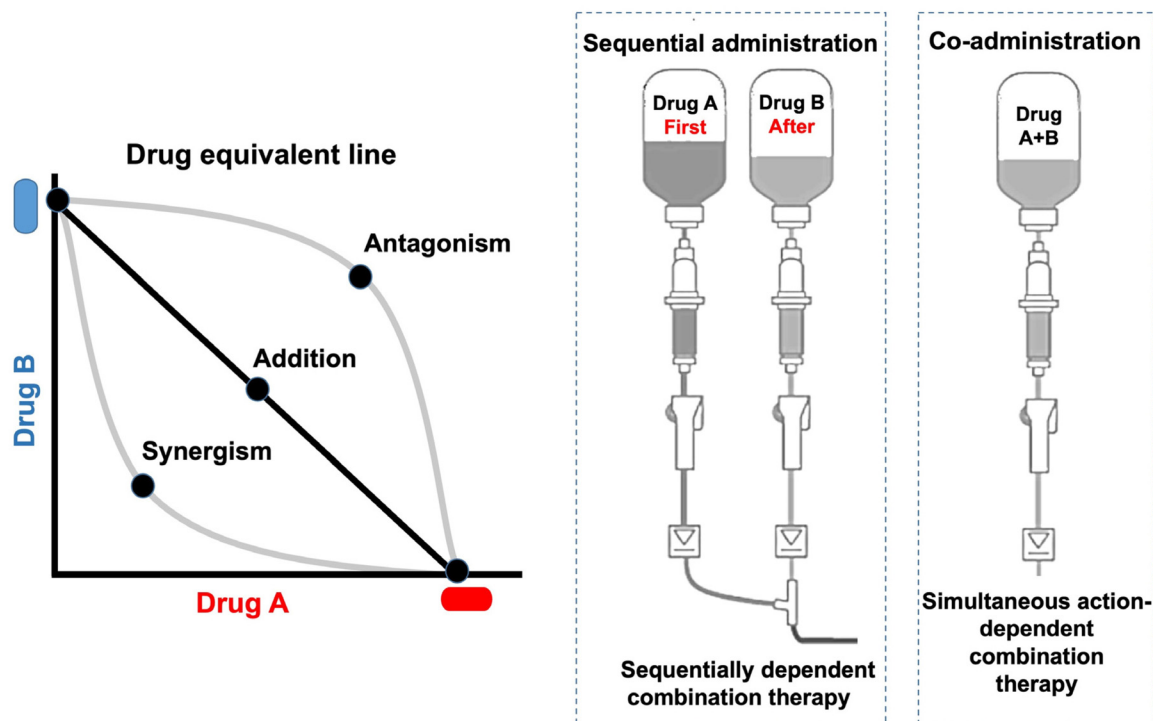 Drug equivalent line
Antagonism
Addition
Synergism
Drug B
Drug A
Sequential administration
Drug A
First
Drug B
After
Sequentially dependent
combination therapy
Co-administration
Drug
A+B
Simultaneous action-
dependent
combination
therapy